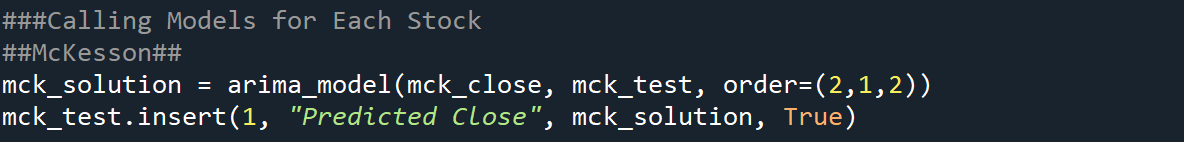 ###Calling Models for Each Stock
##McKesson##
mck_solution = arima_model(mck_close, mck_test, order=(2,1,2))
mck_test.insert(1, "Predicted Close", mck_solution, True)